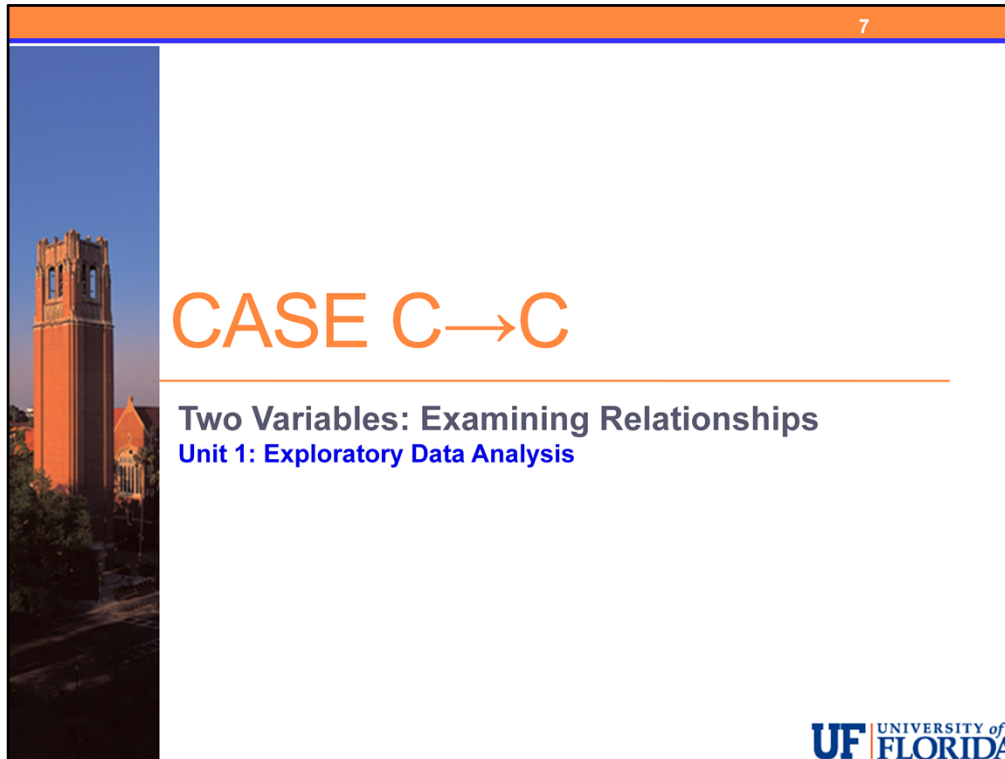 7
CASE C→C
Two Variables: Examining Relationships
Unit 1: Exploratory Data Analysis
UF UNIVERSITY of
FLORIDA